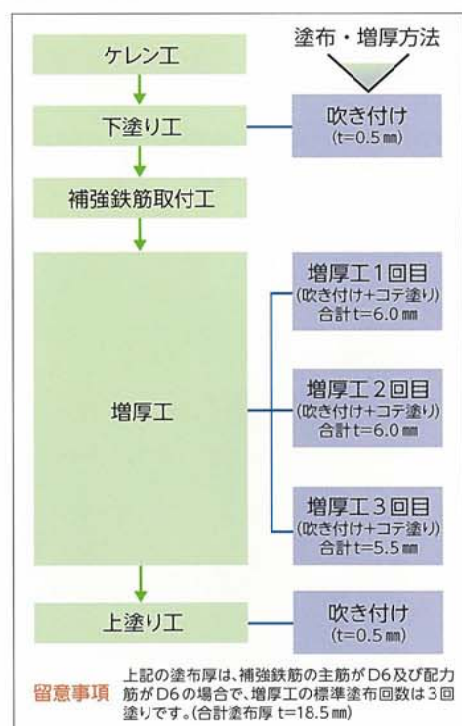 塗布・増厚方法
ケレン工
下塗り工
吹き付け
(t=0.5㎜)
補強鉄筋取付工
増厚工
増厚工1回目
(吹き付け+コテ塗り)
合計t=6.0㎜
増厚工2回目
(吹き付け+コテ塗り)
合計t=6.0㎜
増厚工3回目
(吹き付け+コテ塗り)
合計t=5.5㎜
上塗り工
吹き付け
(t=0.5㎜)
留意事項
上記の塗布厚は、補強鉄筋の主筋がD6及び配力
筋がD6の場合で、増厚工の標準塗布回数は3回
塗りです。(合計塗布厚 t=18.5㎜)